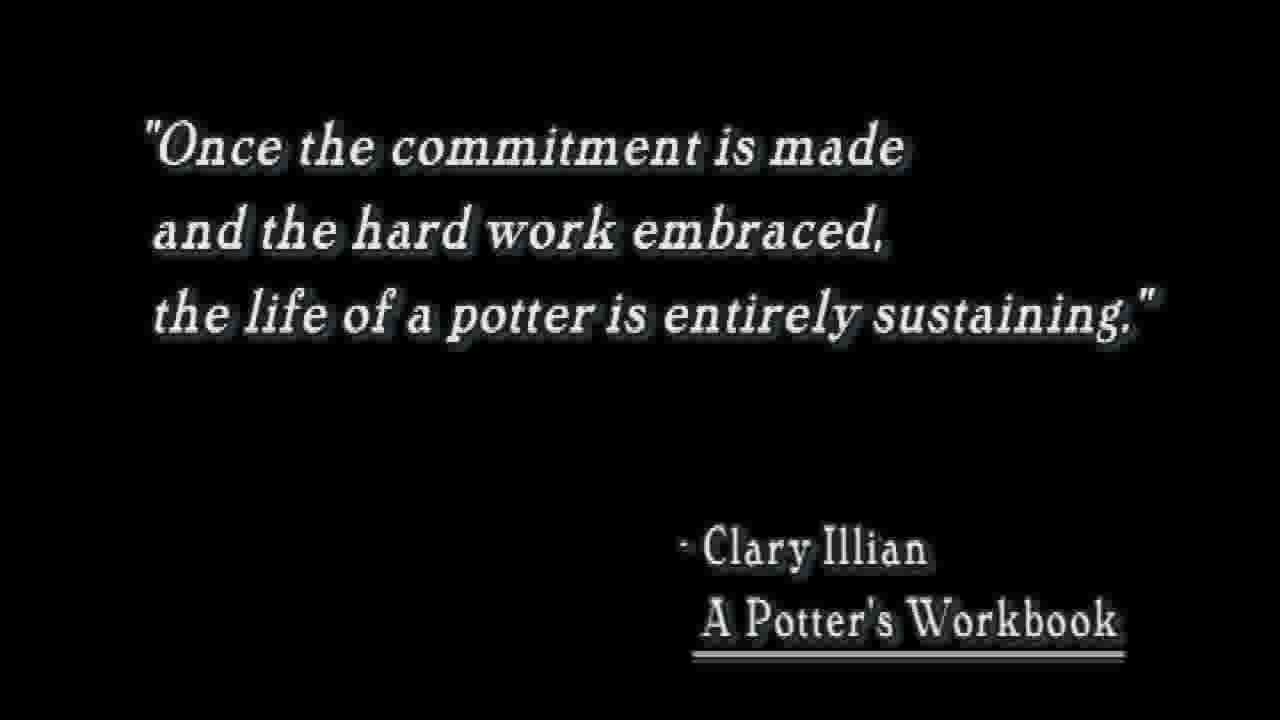 "Once the commitment is made
and the hard work embraced,
the life of a potter is entirely sustaining."
- Clary Illian
A Potter's Workbook